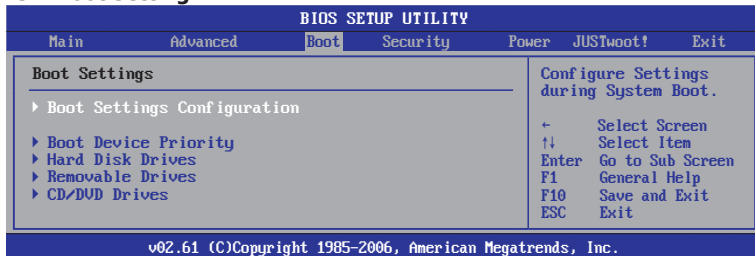 BIOS SETUP UTILITY
Main Advanced Boot Security Power JUSTwoot! Exit
Boot Settings
▶ Boot Settings Configuration
▶ Boot Device Priority
▶ Hard Disk Drives
▶ Removable Drives
▶ CD/DVD Drives
Configure Settings
during System Boot.
← Select Screen
↑↓ Select Item
Enter Go to Sub Screen
F1 General Help
F10 Save and Exit
ESC Exit
v02.61 (C)Copyright 1985-2006, American Megatrends, Inc.